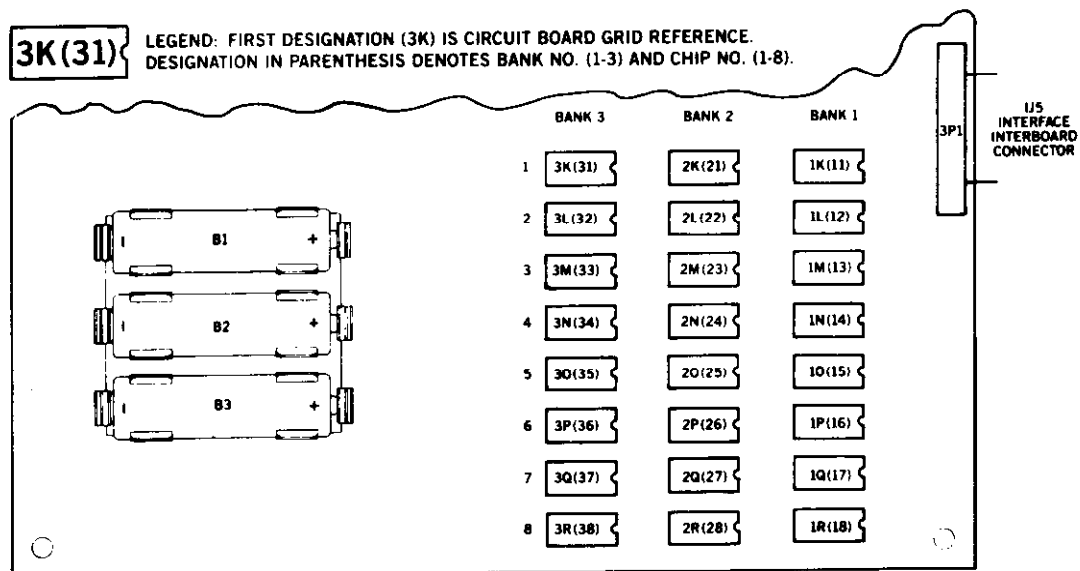 3K(31)
LEGEND: FIRST DESIGNATION (3K) IS CIRCUIT BOARD GRID REFERENCE.
DESIGNATION IN PARENTHESIS DENOTES BANK NO. (1-3) AND CHIP NO. (1-8).
3P1
1J5
INTERFACE
INTERBOARD
CONNECTOR
BANK 3 BANK 2 BANK 1
1 3K(31) 2K(21) 1K(11)
2 3L(32) 2L(22) 1L(12)
3 3M(33) 2M(23) 1M(13)
4 3N(34) 2N(24) 1N(14)
5 3O(35) 2O(25) 1O(15)
6 3P(36) 2P(26) 1P(16)
7 3Q(37) 2Q(27) 1Q(17)
8 3R(38) 2R(28) 1R(18)
- B1 +
- B2 +
- B3 +